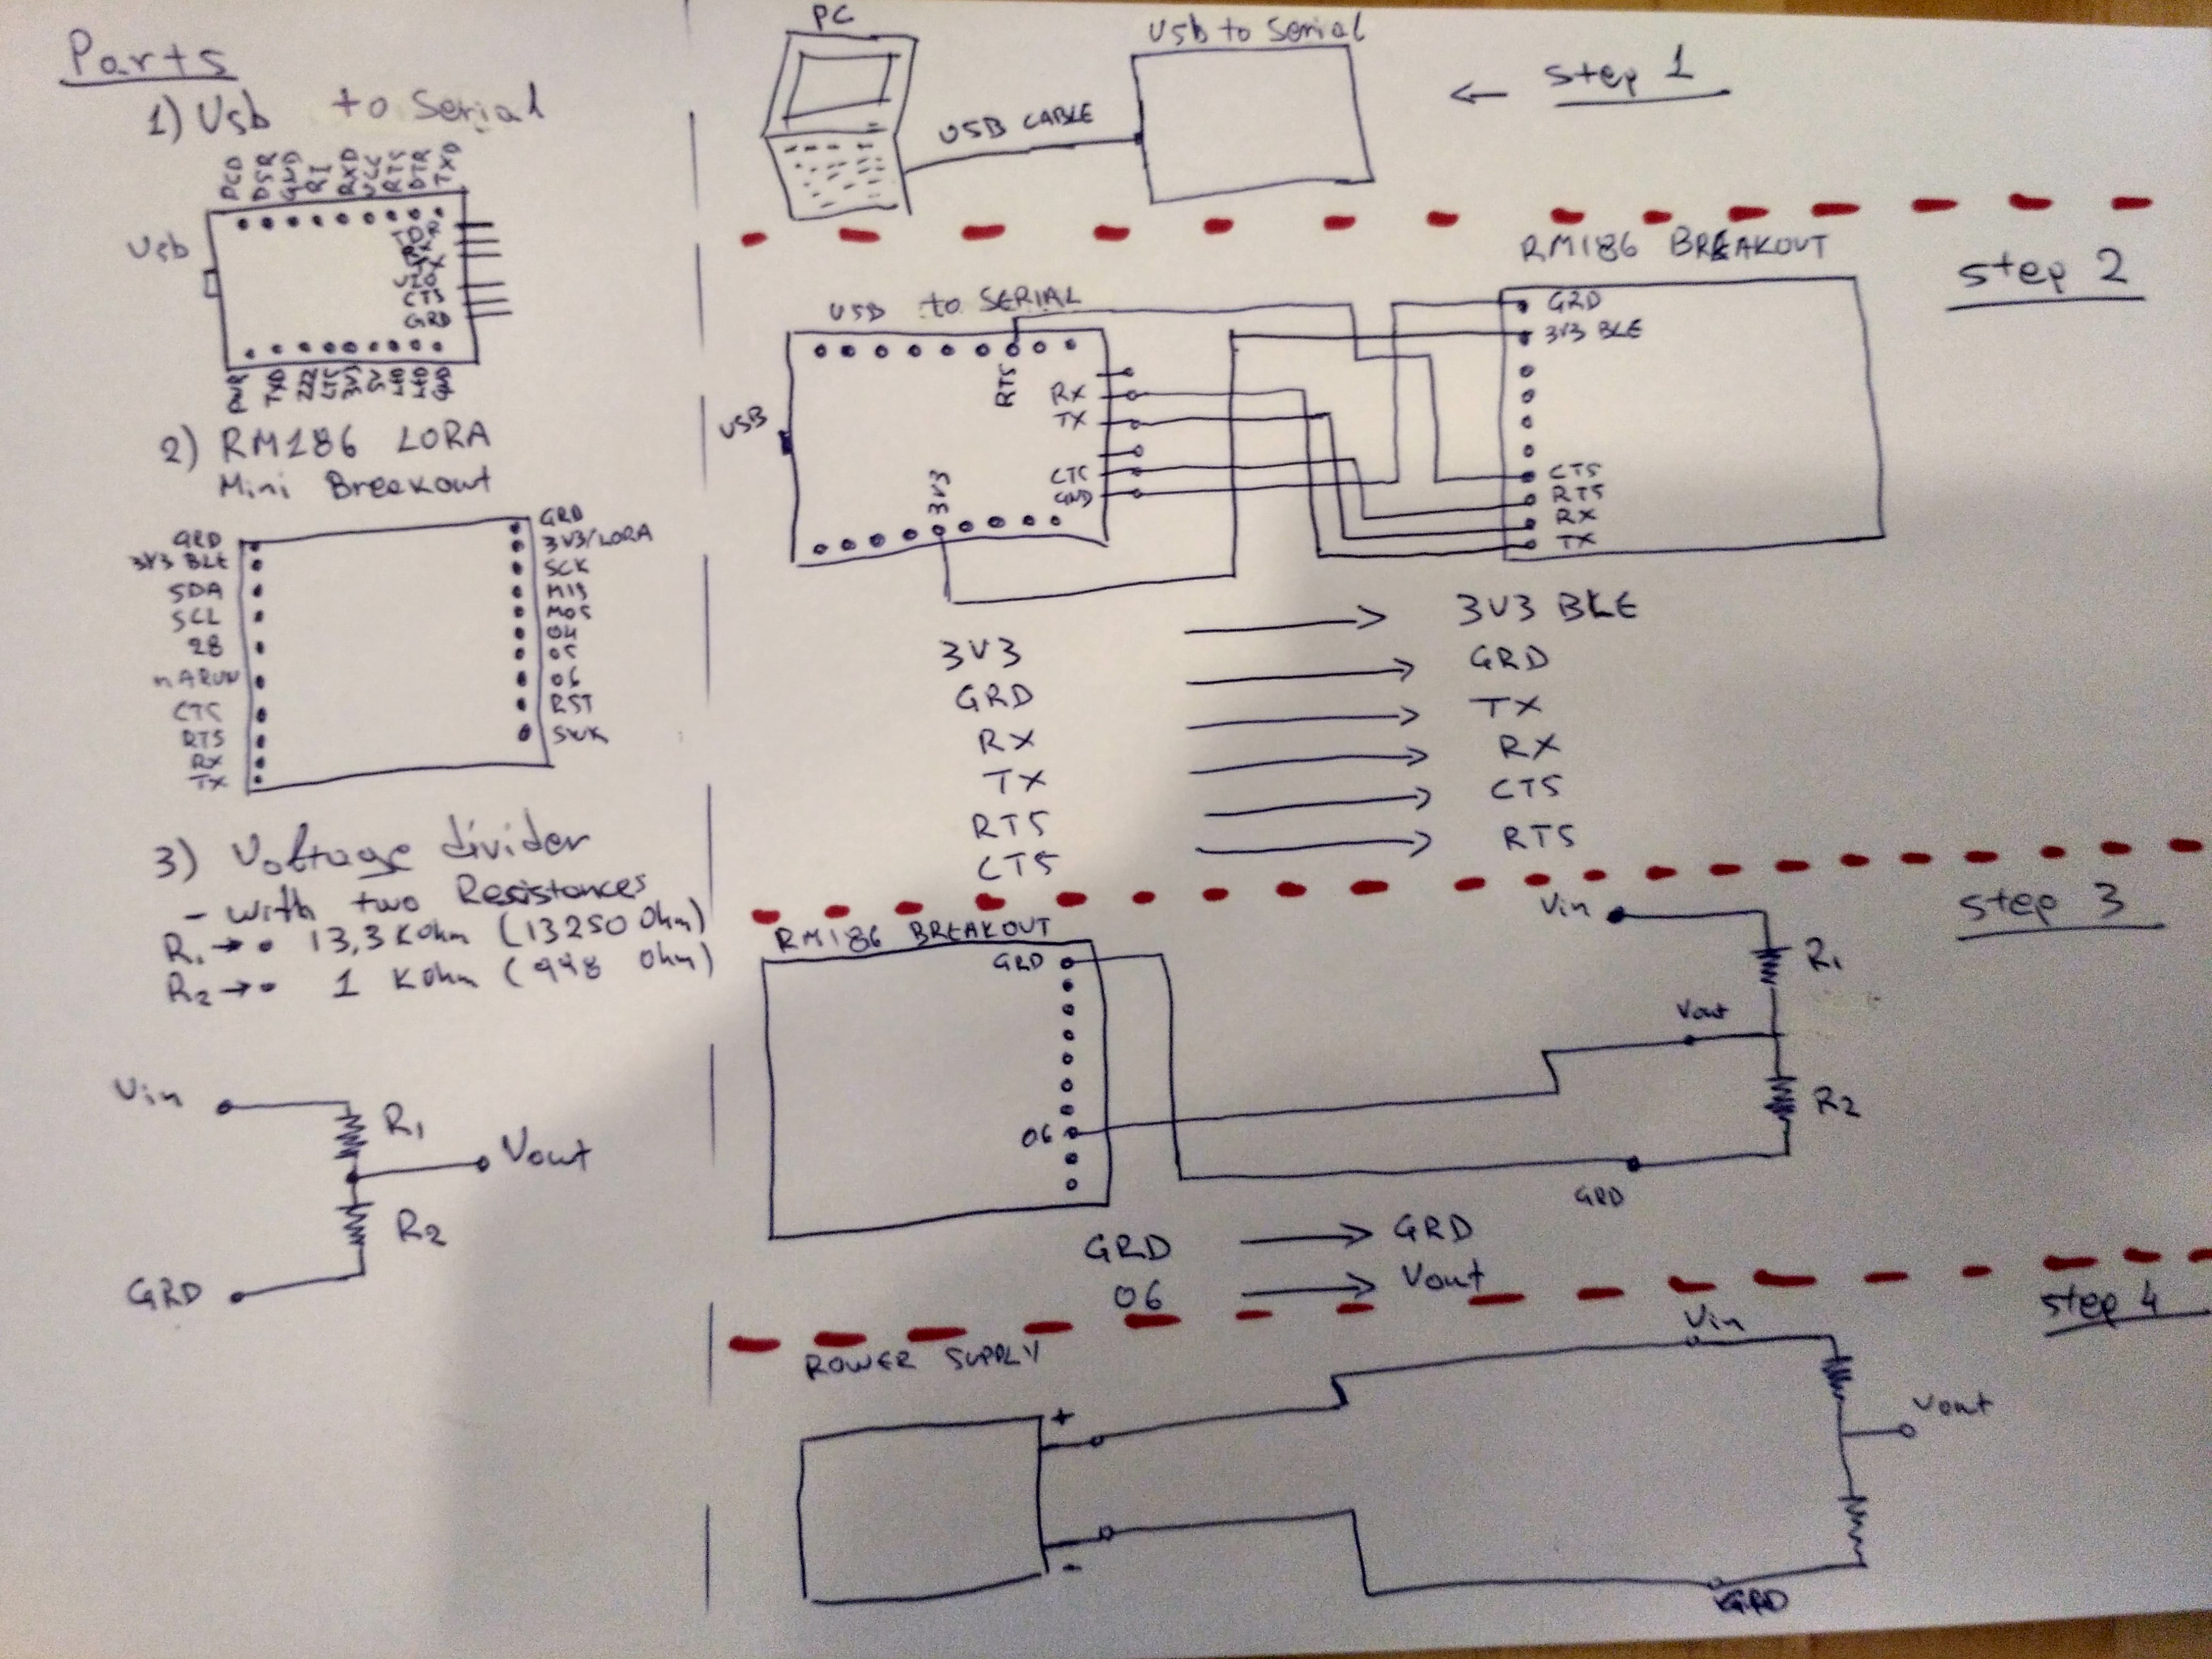 Parts
1) Usb to Serial
DCD DSR GND RI RXD VCC RTS DTR TXD
Usb
CTS
GRD
PWR TXD 3V3 5V GND
2) RM186 LORA
Mini Breakout
GRD
3V3 BLE
SDA
SCL
28
nARUN
CTS
RTS
RX
TX
GRD
3V3/LORA
SCK
MIS
MOS
04
05
06
RST
3) Voltage divider
- with two Resistances
R1 → • 13,3 KOhm (13250 Ohm)
R2 → • 1 KOhm (998 Ohm)
Vin
R1
Vout
R2
GRD
PC
USB CABLE
Usb to Serial
← step 1
step 2
USB to SERIAL
USB
RTS
RX
TX
CTS
GND
3V3
RM186 BREAKOUT
GRD
3V3 BLE
CTS
RTS
RX
TX
3V3 → 3V3 BLE
GRD → GRD
RX → TX
TX → RX
RTS → CTS
CTS → RTS
step 3
RM186 BREAKOUT
GRD
06
Vin
R1
Vout
R2
GRD
GRD → GRD
06 → Vout
step 4
POWER SUPPLY
+
-
Vin
Vout
GRD